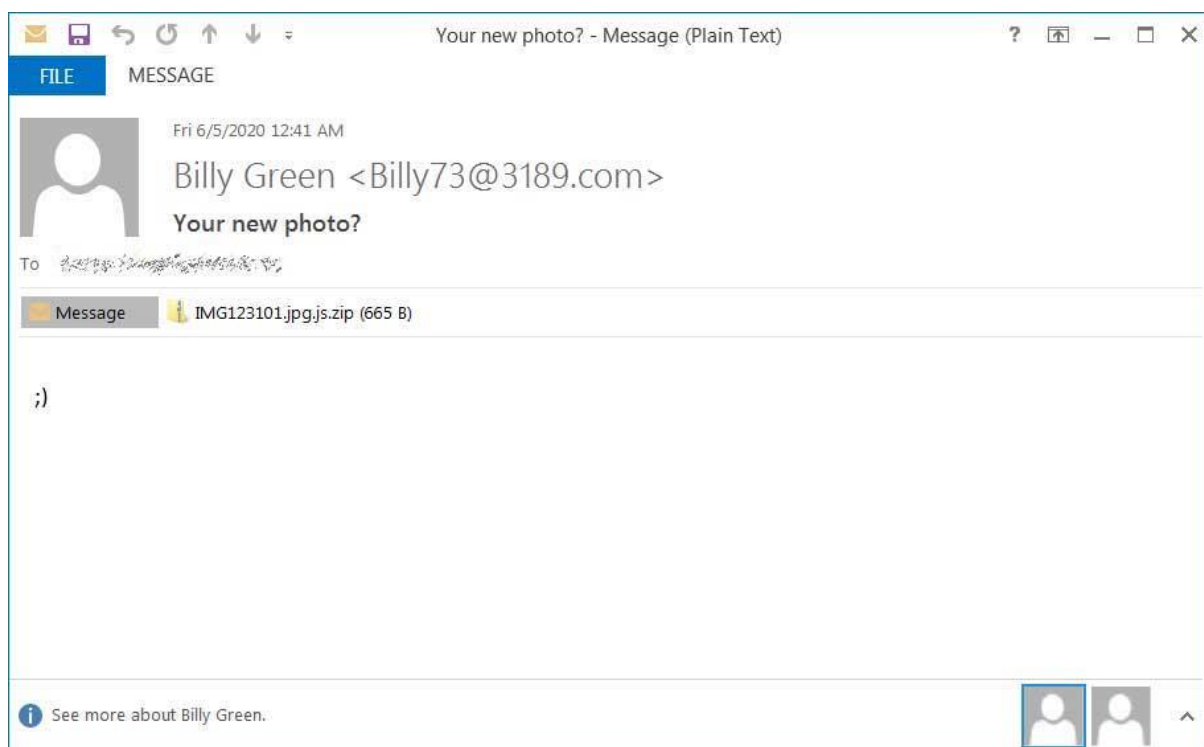 Your new photo? - Message (Plain Text)
?
FILE MESSAGE
Fri 6/5/2020 12:41 AM
Billy Green <Billy73@3189.com>
Your new photo?
To
Message IMG123101.jpg.js.zip (665 B)
;)
See more about Billy Green.